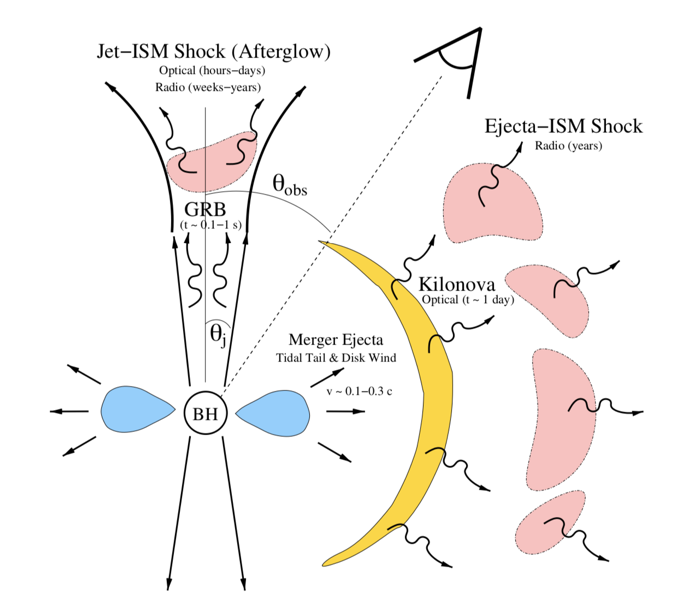 Jet−ISM Shock (Afterglow)
Optical (hours−days)
Radio (weeks−years)
Ejecta−ISM Shock
Radio (years)
θobs
GRB
(t ~ 0.1−1 s)
Kilonova
Optical (t ~ 1 day)
θj
Merger Ejecta
Tidal Tail & Disk Wind
v ~ 0.1−0.3 c
BH